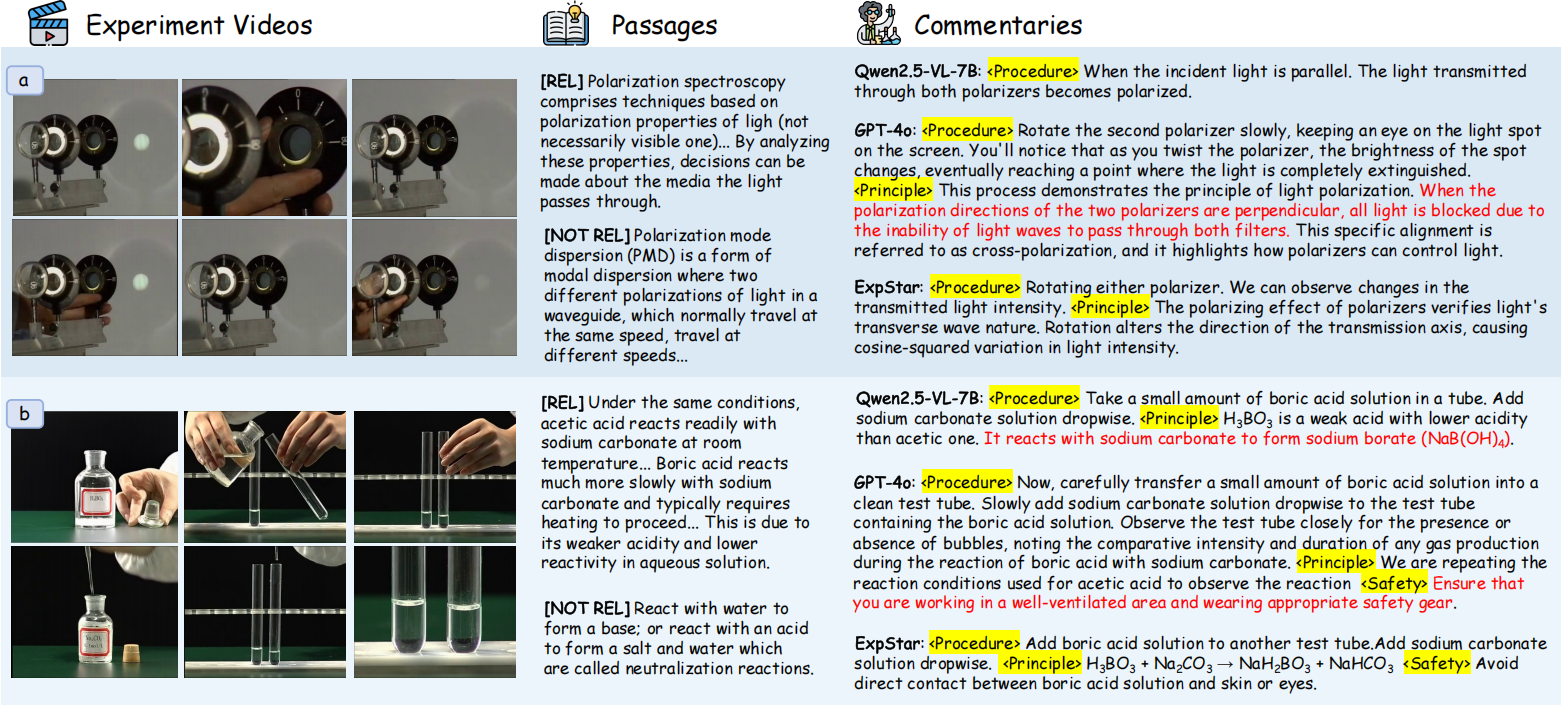 Experiment Videos
Passages
Commentaries
a
[REL] Polarization spectroscopy
comprises techniques based on
polarization properties of ligh (not
necessarily visible one)... By analyzing
these properties, decisions can be
made about the media the light
passes through.
[NOT REL] Polarization mode
dispersion (PMD) is a form of
modal dispersion where two
different polarizations of light in a
waveguide, which normally travel at
the same speed, travel at
different speeds...
Qwen2.5-VL-7B: <Procedure> When the incident light is parallel. The light transmitted
through both polarizers becomes polarized.
GPT-4o: <Procedure> Rotate the second polarizer slowly, keeping an eye on the light spot
on the screen. You'll notice that as you twist the polarizer, the brightness of the spot
changes, eventually reaching a point where the light is completely extinguished.
<Principle> This process demonstrates the principle of light polarization. When the
polarization directions of the two polarizers are perpendicular, all light is blocked due to
the inability of light waves to pass through both filters. This specific alignment is
referred to as cross-polarization, and it highlights how polarizers can control light.
ExpStar: <Procedure> Rotating either polarizer. We can observe changes in the
transmitted light intensity. <Principle> The polarizing effect of polarizers verifies light's
transverse wave nature. Rotation alters the direction of the transmission axis, causing
cosine-squared variation in light intensity.
b
[REL] Under the same conditions,
acetic acid reacts readily with
sodium carbonate at room
temperature... Boric acid reacts
much more slowly with sodium
carbonate and typically requires
heating to proceed... This is due to
its weaker acidity and lower
reactivity in aqueous solution.
[NOT REL] React with water to
form a base; or react with an acid
to form a salt and water which
are called neutralization reactions.
Qwen2.5-VL-7B: <Procedure> Take a small amount of boric acid solution in a tube. Add
sodium carbonate solution dropwise. <Principle> H₃BO₃ is a weak acid with lower acidity
than acetic one. It reacts with sodium carbonate to form sodium borate (NaB(OH)₄).
GPT-4o: <Procedure> Now, carefully transfer a small amount of boric acid solution into a
clean test tube. Slowly add sodium carbonate solution dropwise to the test tube
containing the boric acid solution. Observe the test tube closely for the presence or
absence of bubbles, noting the comparative intensity and duration of any gas production
during the reaction of boric acid with sodium carbonate. <Principle> We are repeating the
reaction conditions used for acetic acid to observe the reaction <Safety> Ensure that
you are working in a well-ventilated area and wearing appropriate safety gear.
ExpStar: <Procedure> Add boric acid solution to another test tube.Add sodium carbonate
solution dropwise. <Principle> H₃BO₃ + Na₂CO₃ → NaH₂BO₃ + NaHCO₃ <Safety> Avoid
direct contact between boric acid solution and skin or eyes.